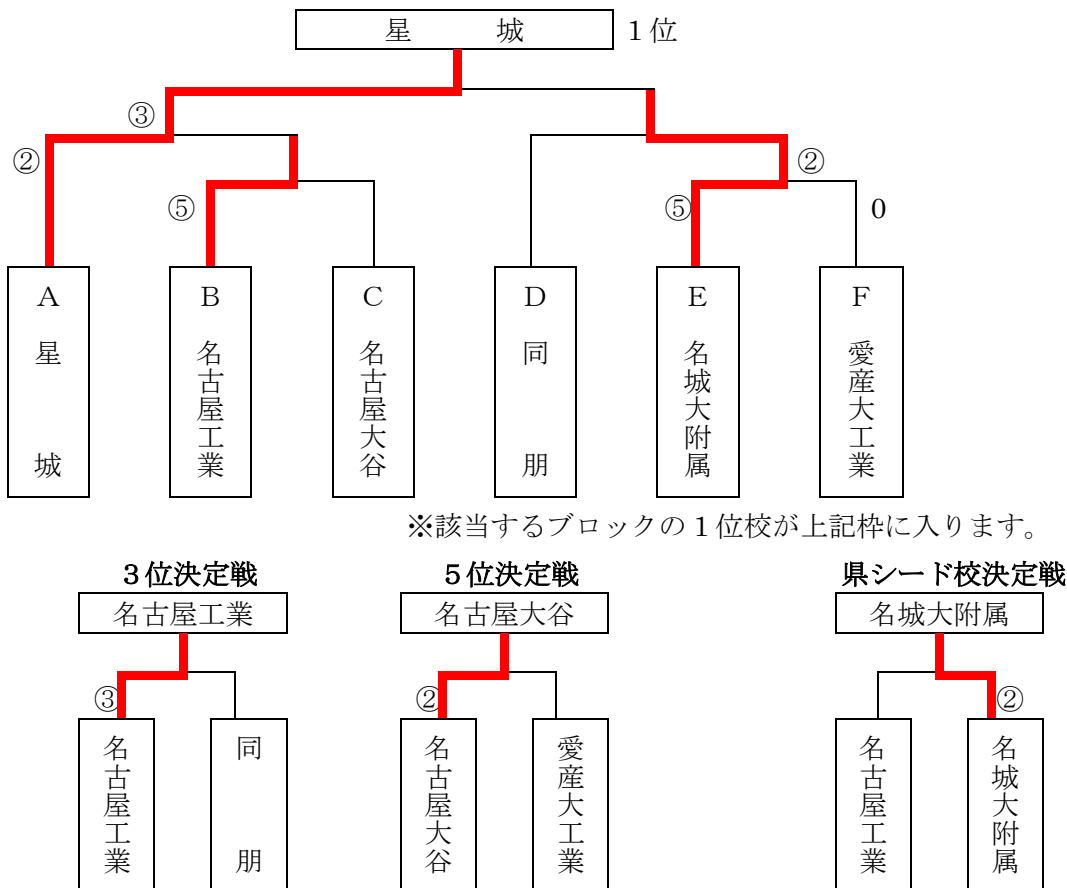 星　城　１位
③
②
②
⑤
⑤
0
A
星城
B
名古屋工業
C
名古屋大谷
D
同朋
E
名城大附属
F
愛産大工業
※該当するブロックの１位校が上記枠に入ります。
３位決定戦
名古屋工業
③
名古屋工業
同朋
５位決定戦
名古屋大谷
②
名古屋大谷
愛産大工業
県シード校決定戦
名城大附属
②
名古屋工業
名城大附属